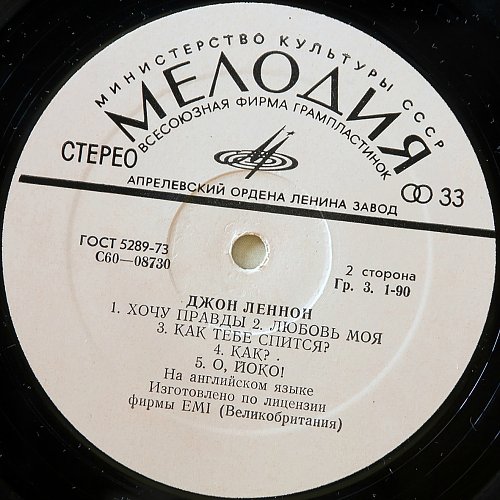 МИНИСТЕРСТВО КУЛЬТУРЫ СССР
МЕЛОДИЯ
ВСЕСОЮЗНАЯ ФИРМА ГРАМПЛАСТИНОК
СТЕРЕО
33
АПРЕЛЕВСКИЙ ОРДЕНА ЛЕНИНА ЗАВОД
ГОСТ 5289-73
С60—08730
2 сторона
Гр. 3. 1-90
ДЖОН ЛЕННОН
1. ХОЧУ ПРАВДЫ 2. ЛЮБОВЬ МОЯ
3. КАК ТЕБЕ СПИТСЯ?
4. КАК? .
5. О, ЙОКО!
На английском языке
Изготовлено по лицензии
фирмы EMI (Великобритания)